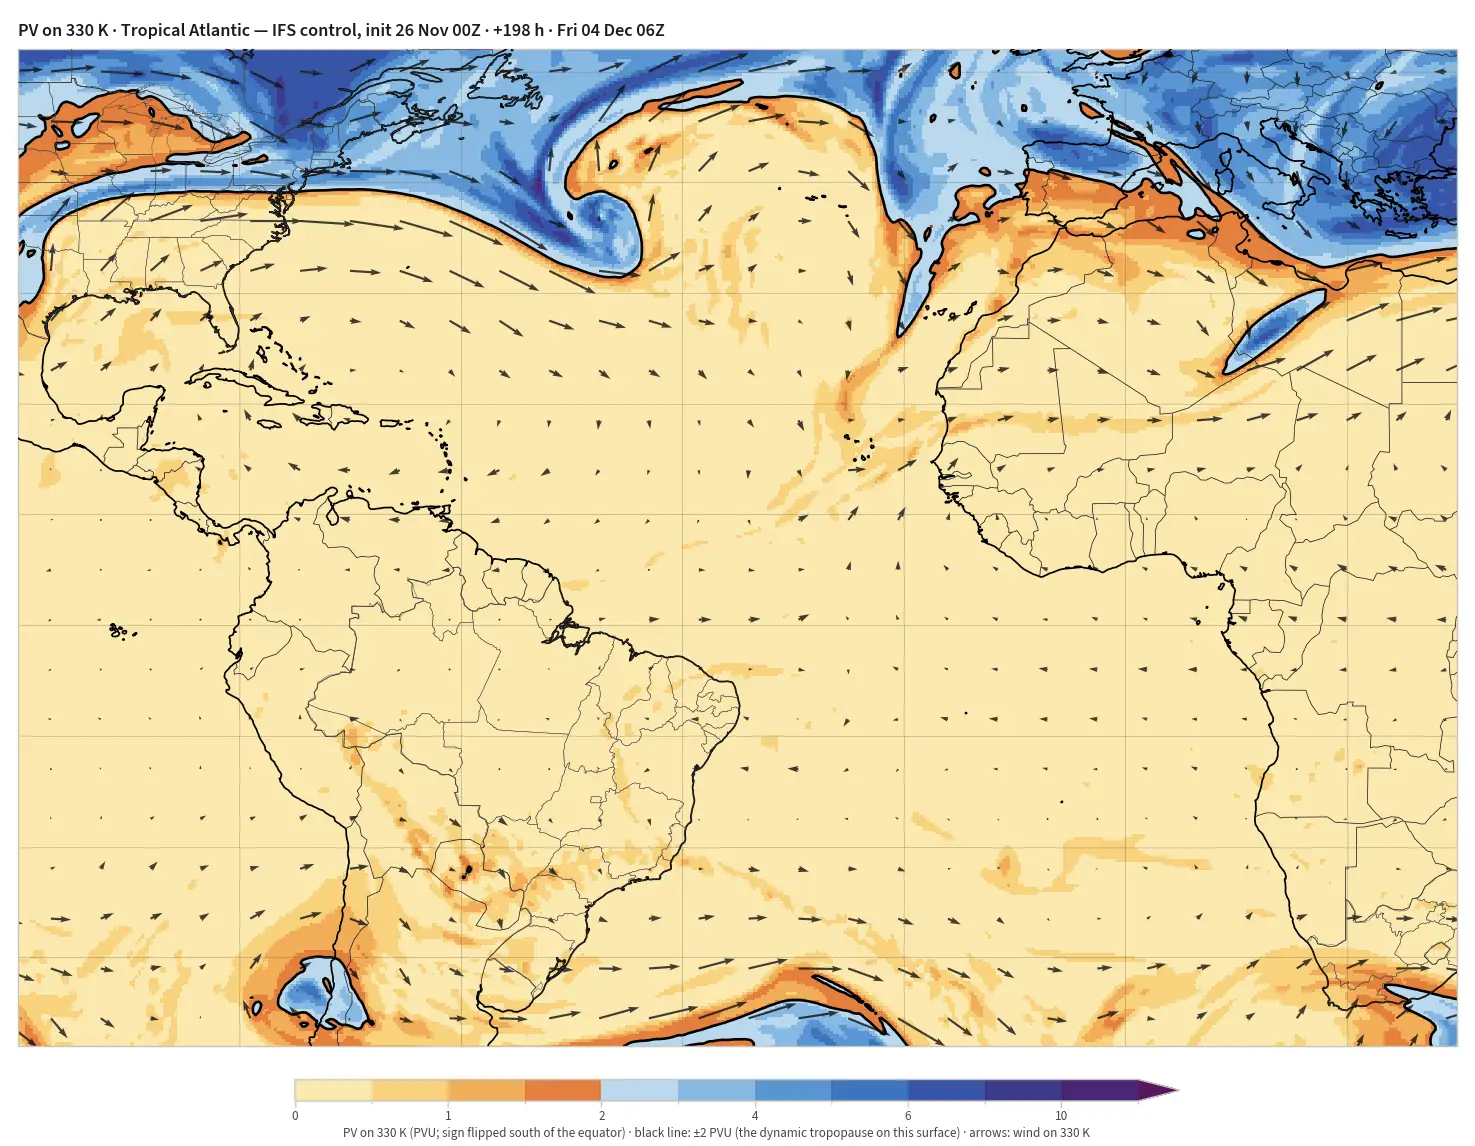 PV on 330 K · Tropical Atlantic — IFS control, init 26 Nov 00Z · +198 h · Fri 04 Dec 06Z
0 1 2 4 6 10
PV on 330 K (PVU; sign flipped south of the equator) · black line: ±2 PVU (the dynamic tropopause on this surface) · arrows: wind on 330 K